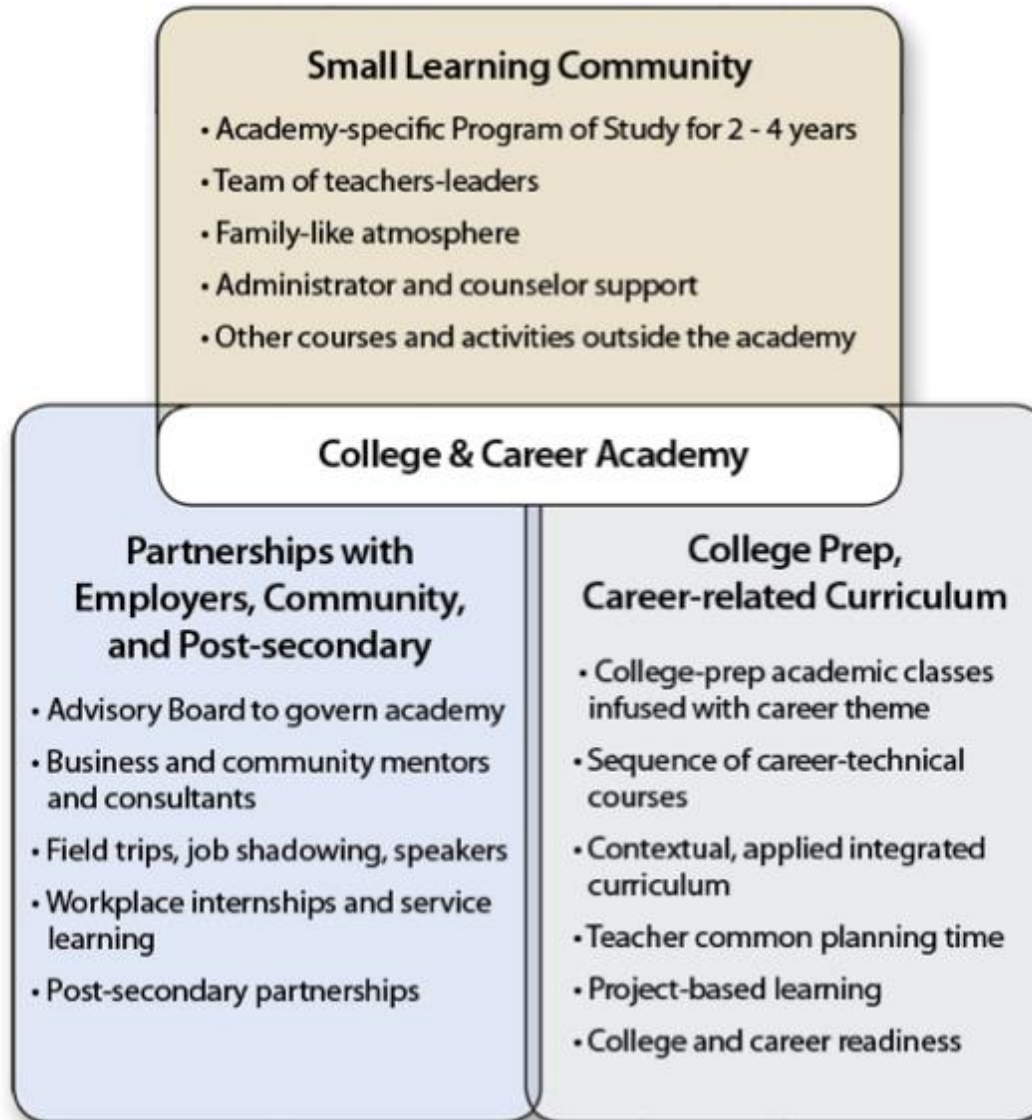 Small Learning Community
• Academy-specific Program of Study for 2 - 4 years
• Team of teachers-leaders
• Family-like atmosphere
• Administrator and counselor support
• Other courses and activities outside the academy
College & Career Academy
Partnerships with
Employers, Community,
and Post-secondary
• Advisory Board to govern academy
• Business and community mentors
and consultants
• Field trips, job shadowing, speakers
• Workplace internships and service
learning
• Post-secondary partnerships
College Prep,
Career-related Curriculum
• College-prep academic classes
infused with career theme
• Sequence of career-technical
courses
• Contextual, applied integrated
curriculum
• Teacher common planning time
• Project-based learning
• College and career readiness